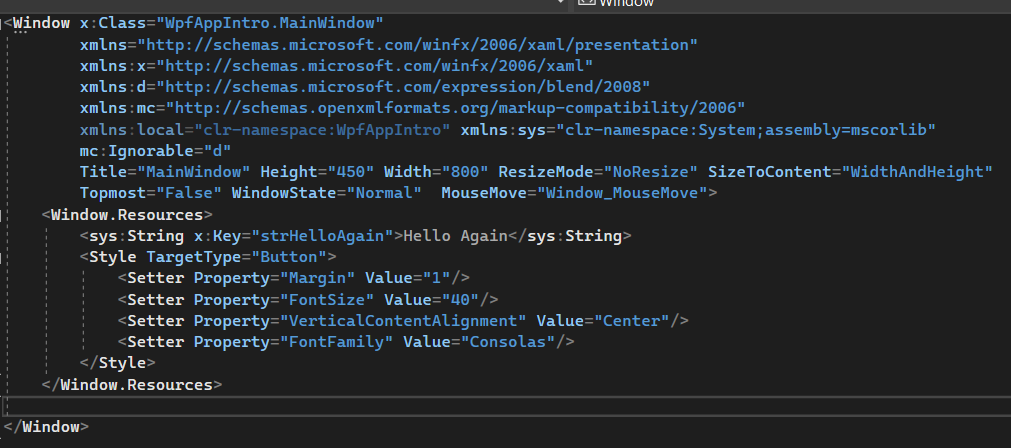 Window
<Window x:Class="WpfAppIntro.MainWindow"
        xmlns="http://schemas.microsoft.com/winfx/2006/xaml/presentation"
        xmlns:x="http://schemas.microsoft.com/winfx/2006/xaml"
        xmlns:d="http://schemas.microsoft.com/expression/blend/2008"
        xmlns:mc="http://schemas.openxmlformats.org/markup-compatibility/2006"
        xmlns:local="clr-namespace:WpfAppIntro" xmlns:sys="clr-namespace:System;assembly=mscorlib"
        mc:Ignorable="d"
        Title="MainWindow" Height="450" Width="800" ResizeMode="NoResize" SizeToContent="WidthAndHeight"
        Topmost="False" WindowState="Normal"  MouseMove="Window_MouseMove">
    <Window.Resources>
        <sys:String x:Key="strHelloAgain">Hello Again</sys:String>
        <Style TargetType="Button">
            <Setter Property="Margin" Value="1"/>
            <Setter Property="FontSize" Value="40"/>
            <Setter Property="VerticalContentAlignment" Value="Center"/>
            <Setter Property="FontFamily" Value="Consolas"/>
        </Style>
    </Window.Resources>
</Window>